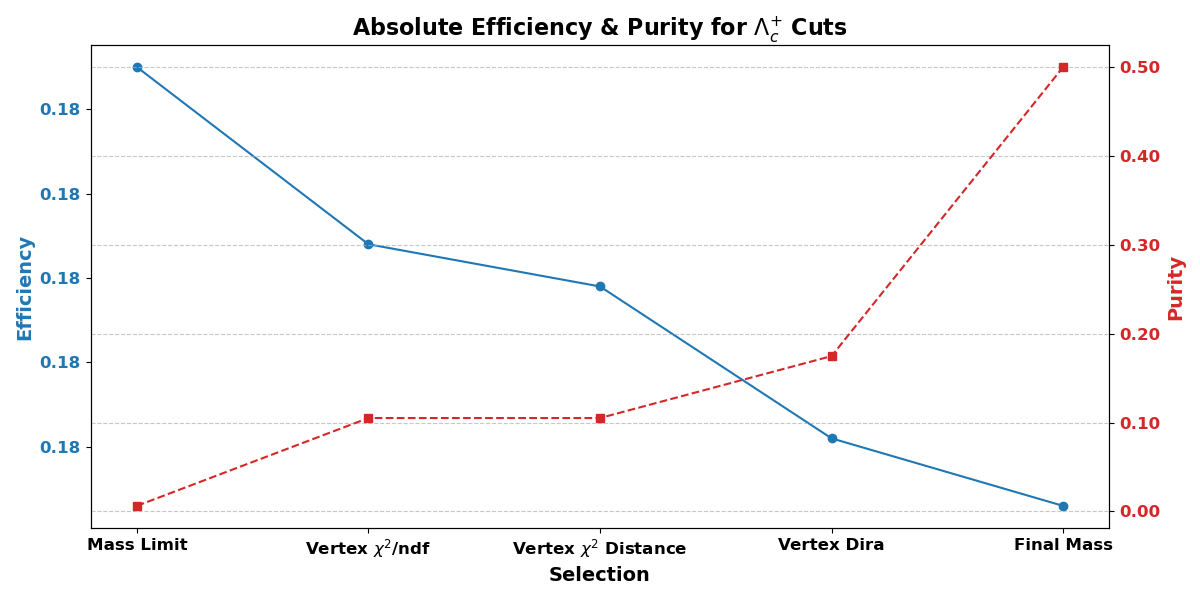 Absolute Efficiency & Purity for Λ_c^+ Cuts
Efficiency
0.18
0.18
0.18
0.18
0.18
0.50
0.40
0.30
0.20
0.10
0.00
Purity
Mass Limit
Vertex χ²/ndf
Vertex χ² Distance
Vertex Dira
Final Mass
Selection